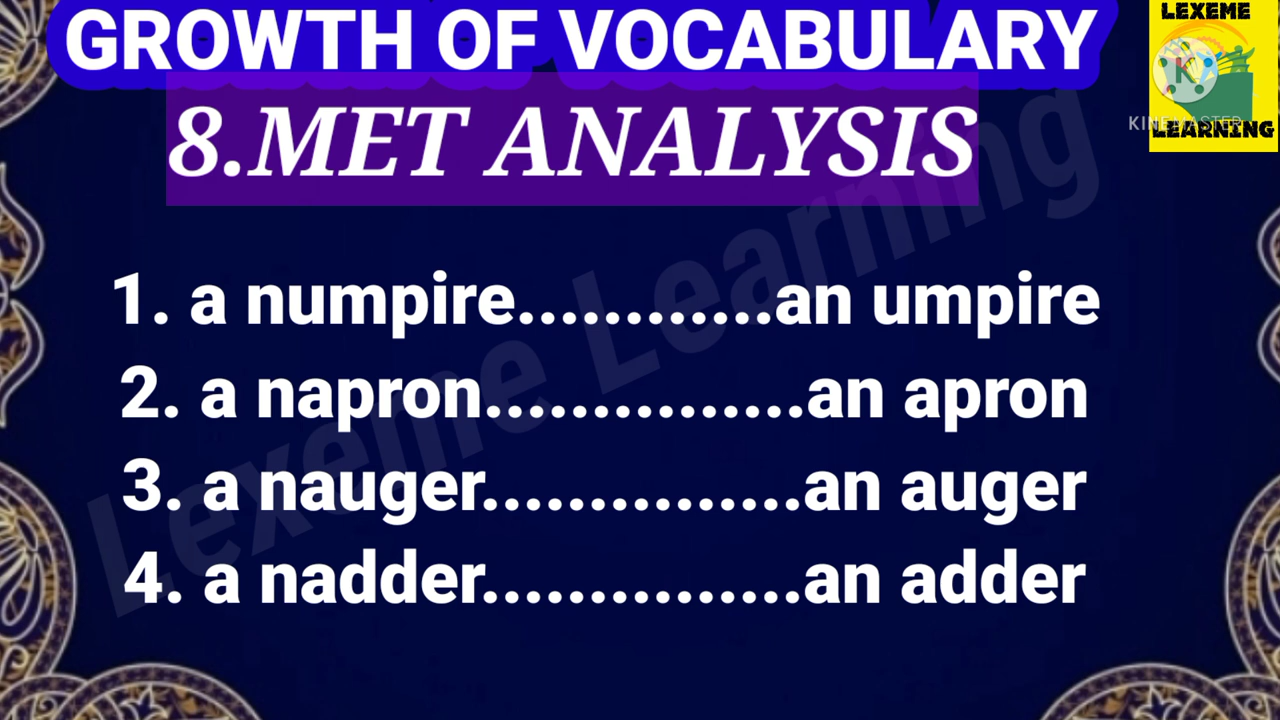 GROWTH OF VOCABULARY
LEXEME
K
KINEMASTER
LEARNING
8.MET ANALYSIS
Lexeme Learning
1. a numpire............an umpire
2. a napron...............an apron
3. a nauger...............an auger
4. a nadder...............an adder